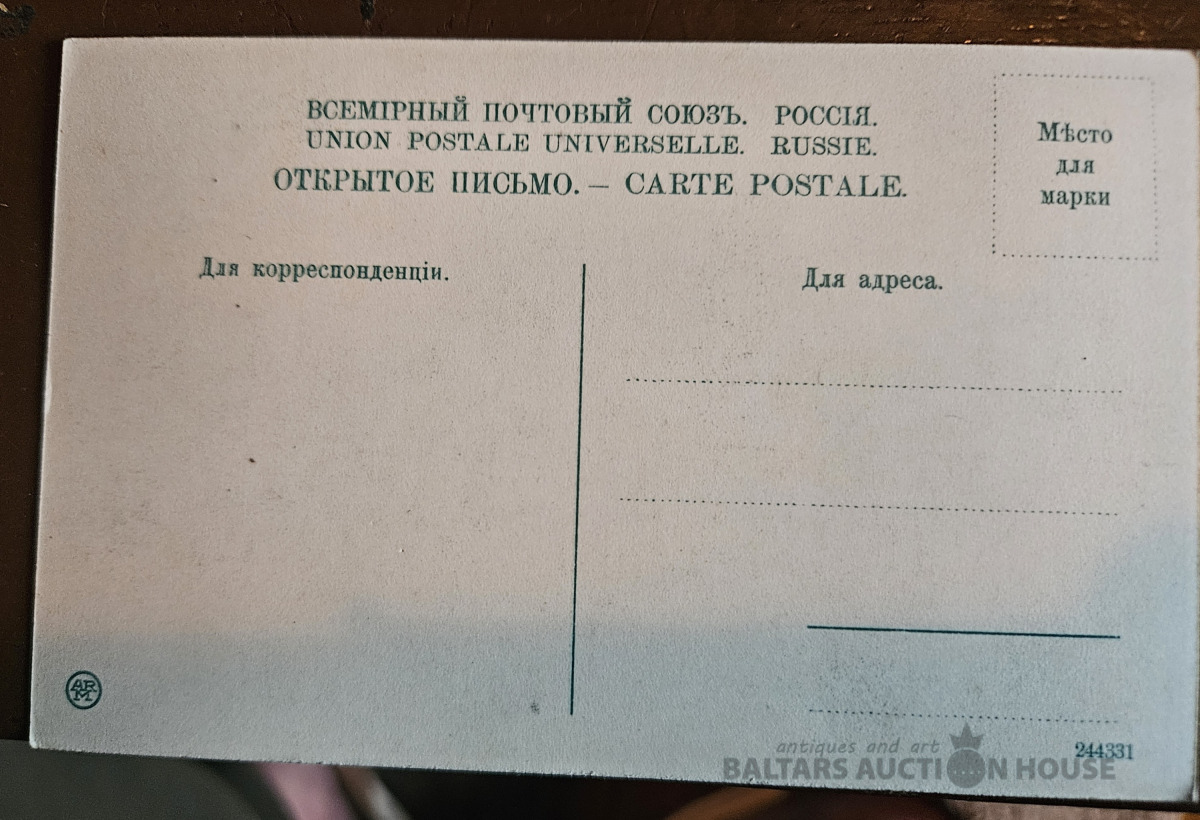 ВСЕМІРНЫЙ ПОЧТОВЫЙ СОЮЗЪ. РОССІЯ.
UNION POSTALE UNIVERSELLE. RUSSIE.
ОТКРЫТОЕ ПИСЬМО. — CARTE POSTALE.
Мѣсто
для
марки
Для корреспонденціи.
Для адреса.
ARM
244331
antiques and art
BALTARS AUCTION HOUSE